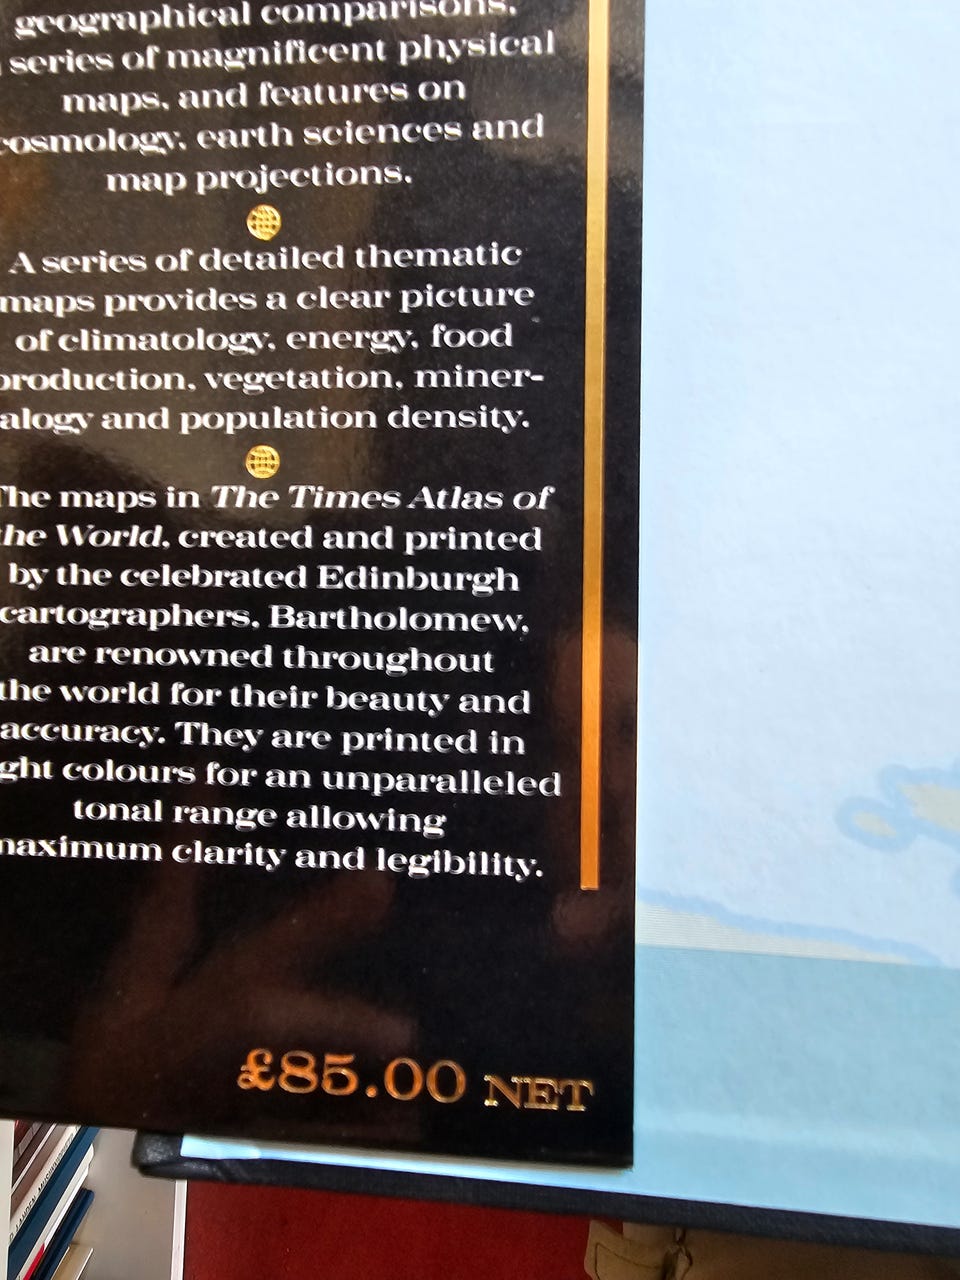 geographical comparisons,
series of magnificent physical
maps, and features on
cosmology, earth sciences and
map projections.
A series of detailed thematic
maps provides a clear picture
of climatology, energy, food
production, vegetation, miner-
alogy and population density.
The maps in The Times Atlas of
the World, created and printed
by the celebrated Edinburgh
cartographers, Bartholomew,
are renowned throughout
the world for their beauty and
accuracy. They are printed in
ght colours for an unparalleled
tonal range allowing
maximum clarity and legibility.
£85.00 NET